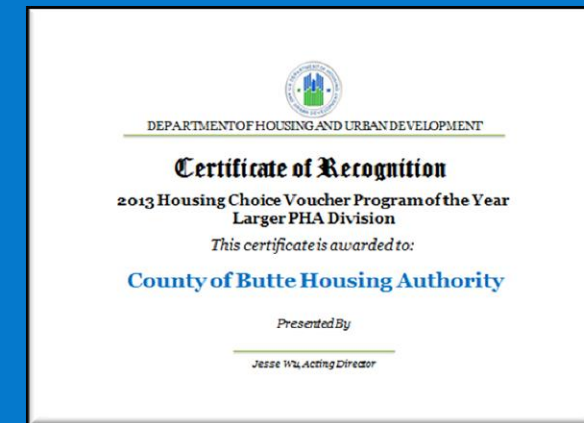 DEPARTMENT OF HOUSING AND URBAN DEVELOPMENT
Certificate of Recognition
2013 Housing Choice Voucher Program of the Year
Larger PHA Division
This certificate is awarded to:
County of Butte Housing Authority
Presented By
Jesse Wu, Acting Director